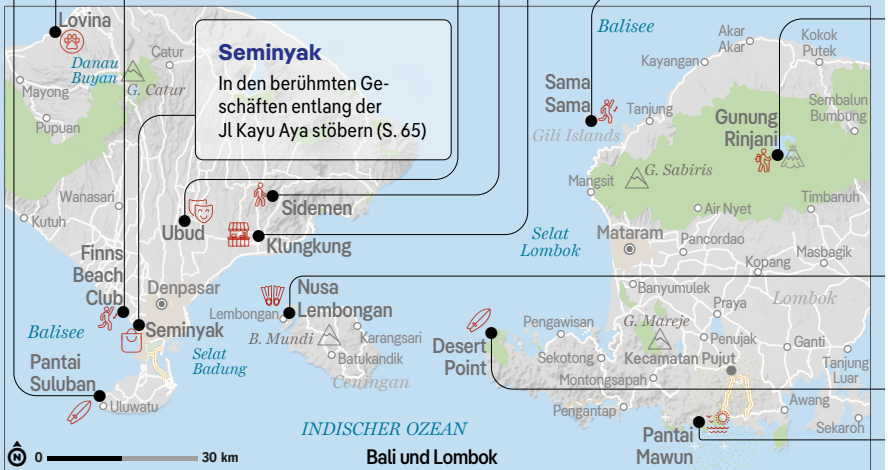 Lovina
Danau
Buyan
Catur
G. Catur
Mayong
Pupuan
Seminyak
In den berühmten Ge-
schäften entlang der
Jl Kayu Aya stöbern (S. 65)
Wanasari
Kutuh
Ubud
Sidemen
Klungkung
Finns
Beach
Club
Denpasar
Seminyak
Balisee
Pantai
Suluban
Uluwatu
Selat
Badung
Nusa
Lembongan
Lembongan
B. Mundi
Karangsari
Batukandik
Ceningan
Balisee
Akar
Akar
Kokok
Putek
Kayangan
Sama
Sama
Tanjung
Gili Islands
Gunung
Rinjani
Sembalun
Bumbung
G. Sabiris
Mangsit
Timbanuh
Air Nyet
Selat
Lombok
Mataram
Pancordao
Masbagik
Kopang
Banyumulek
Praya
Lombok
G. Mareje
Pengawisan
Desert
Point
Sekotong
Kecamatan Pujut
Penujak
Ganti
Montongsapah
Tanjung
Luar
Pengantap
Awang
Sekaroh
Pantai
Mawun
INDISCHER OZEAN
N
0
30 km
Bali und Lombok